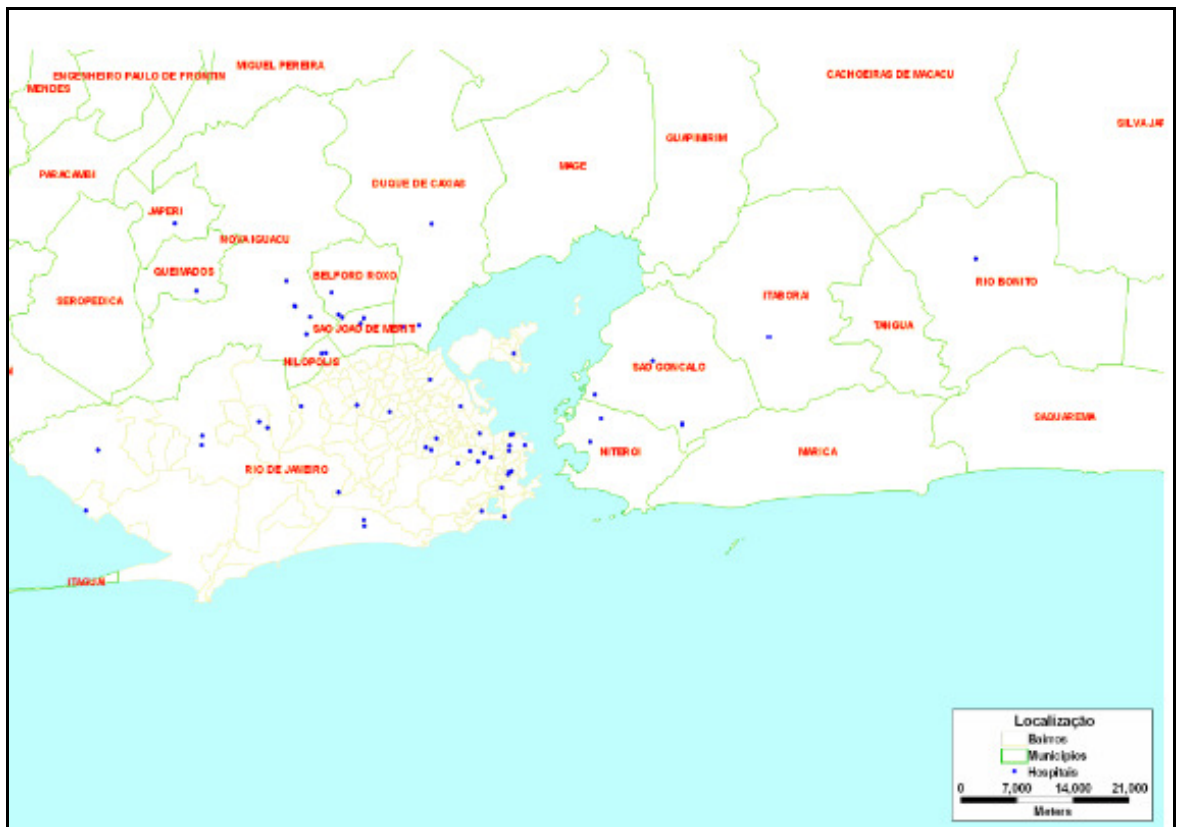 ENGENHEIRO PAULO DE FRONTIN
MIGUEL PEREIRA
CACHOEIRAS DE MACACU
MENDES
SILVA JAR
GUAPIMIRIM
MAGE
PARACAMBI
DUQUE DE CAXIAS
JAPERI
NOVA IGUACU
QUEIMADOS
BELFORD ROXO
RIO BONITO
SEROPEDICA
ITABORAI
SAO JOAO DE MERITI
TANGUA
NILOPOLIS
SAO GONCALO
SAQUAREMA
NITEROI
MARICA
RIO DE JANEIRO
ITAGUAI
Localização
Bairros
Municípios
Hospitais
0 7,000 14,000 21,000
Meters